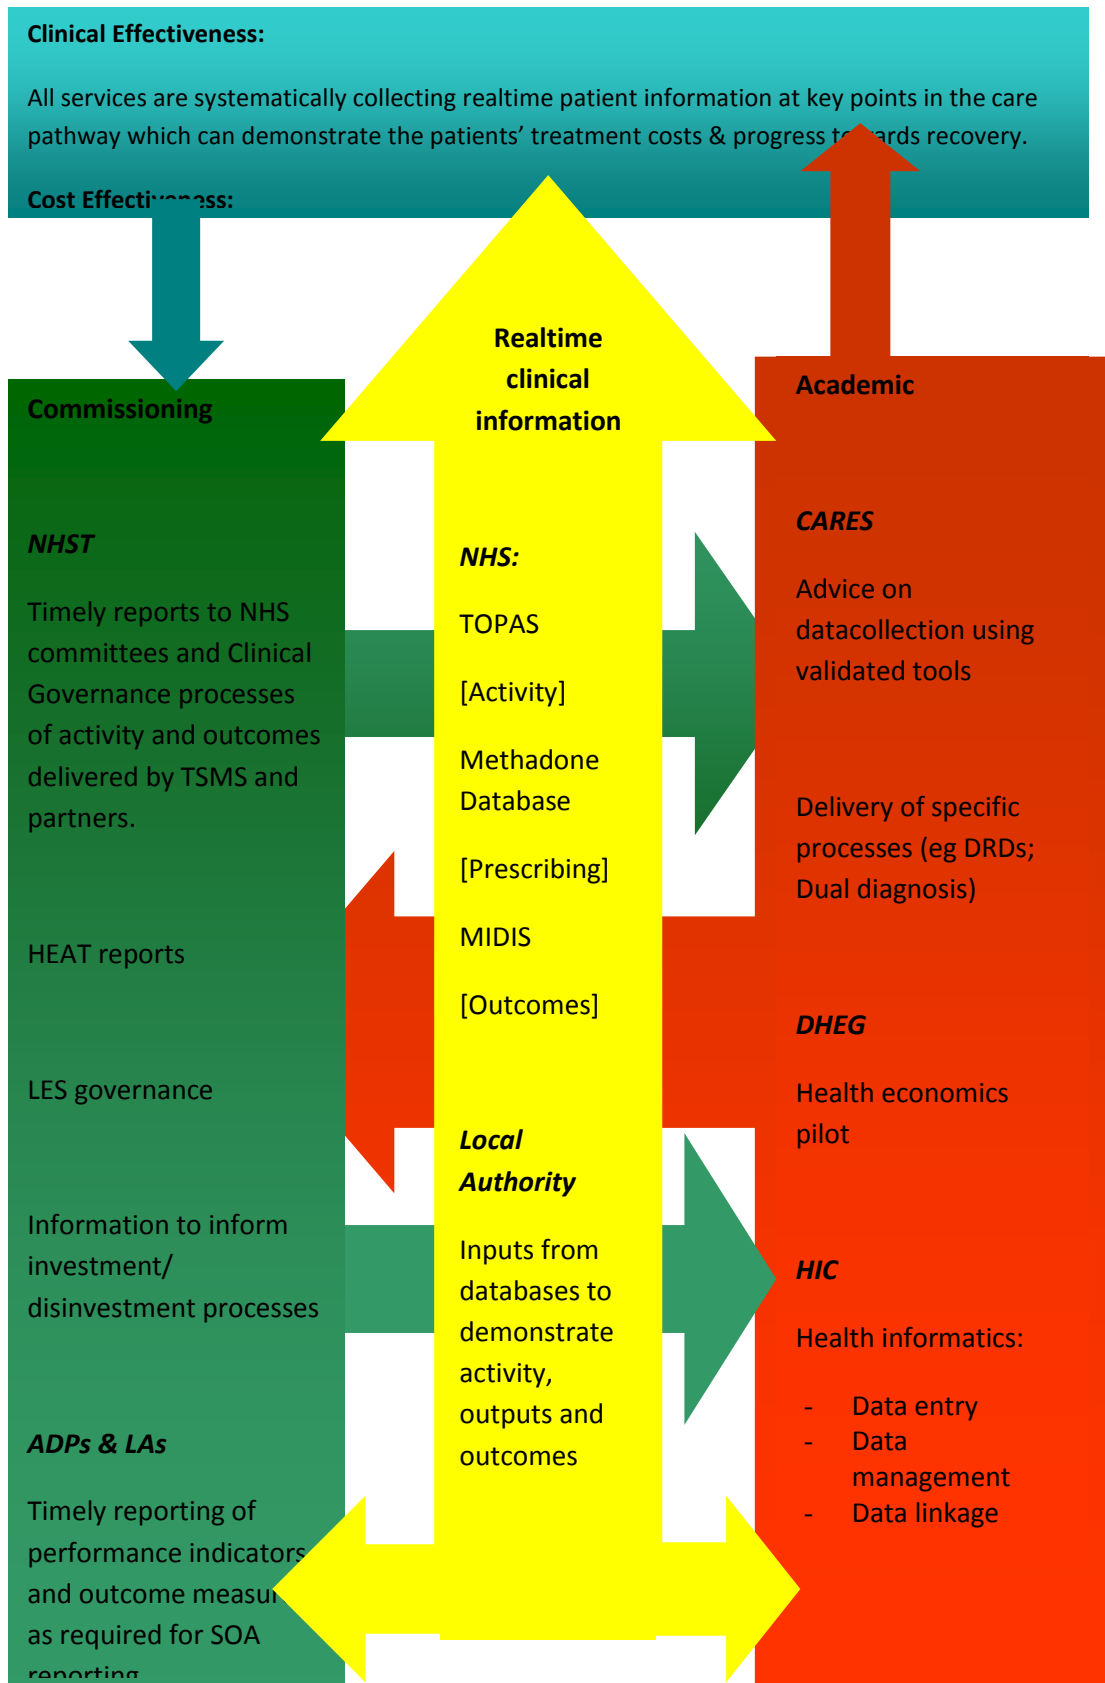 Clinical Effectiveness:
All services are systematically collecting realtime patient information at key points in the care
pathway which can demonstrate the patients’ treatment costs & progress towards recovery.
Cost Effectiveness:
Commissioning
NHST
Timely reports to NHS
committees and Clinical
Governance processes
of activity and outcomes
delivered by TSMS and
partners.
HEAT reports
LES governance
Information to inform
investment/
disinvestment processes
ADPs & LAs
Timely reporting of
performance indicators
and outcome measures
as required for SOA
reporting
Realtime
clinical
information
NHS:
TOPAS
[Activity]
Methadone
Database
[Prescribing]
MIDIS
[Outcomes]
Local
Authority
Inputs from
databases to
demonstrate
activity,
outputs and
outcomes
Academic
CARES
Advice on
datacollection using
validated tools
Delivery of specific
processes (eg DRDs;
Dual diagnosis)
DHEG
Health economics
pilot
HIC
Health informatics:
- Data entry
- Data
management
- Data linkage